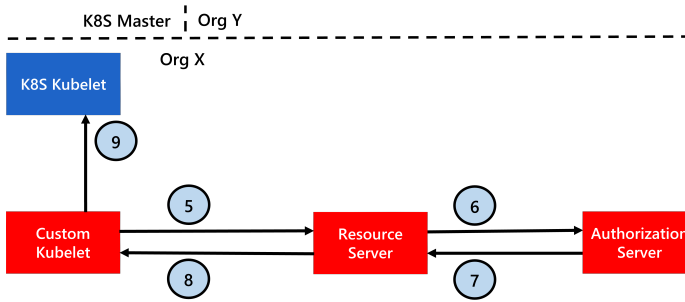 K8S Master Org Y
Org X
K8S Kubelet
9
5
6
Custom
Kubelet
Resource
Server
Authorization
Server
8
7